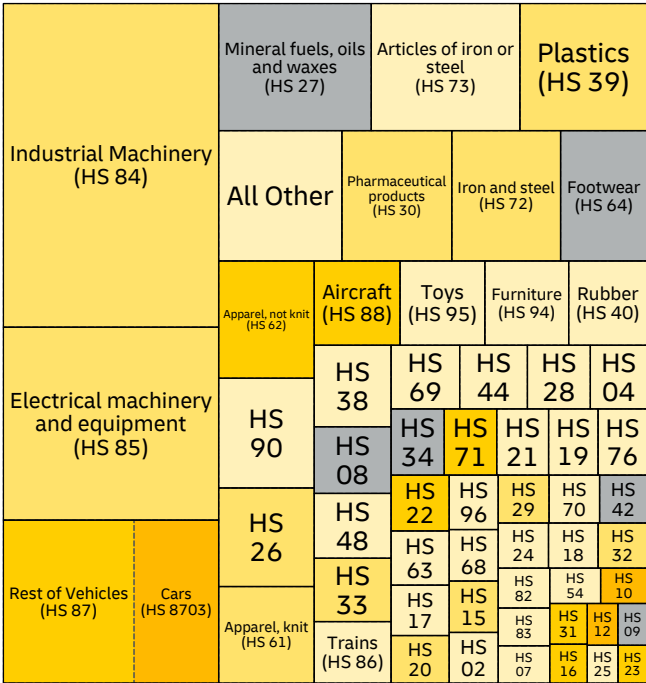 Industrial Machinery
(HS 84)
Electrical machinery
and equipment
(HS 85)
Rest of Vehicles
(HS 87)
Cars
(HS 8703)
Mineral fuels, oils
and waxes
(HS 27)
Articles of iron or
steel
(HS 73)
Plastics
(HS 39)
All Other
Pharmaceutical
products
(HS 30)
Iron and steel
(HS 72)
Footwear
(HS 64)
Apparel, not knit
(HS 62)
HS
90
HS
26
Apparel, knit
(HS 61)
Aircraft
(HS 88)
Toys
(HS 95)
Furniture
(HS 94)
Rubber
(HS 40)
HS
38
HS
08
HS
48
HS
33
Trains
(HS 86)
HS
69
HS
44
HS
28
HS
04
HS
34
HS
71
HS
21
HS
19
HS
76
HS
22
HS
63
HS
17
HS
20
HS
96
HS
68
HS
15
HS
02
HS
29
HS
70
HS
42
HS
24
HS
18
HS
32
HS
82
HS
83
HS
07
HS
54
HS
10
HS
31
HS
12
HS
09
HS
16
HS
25
HS
23